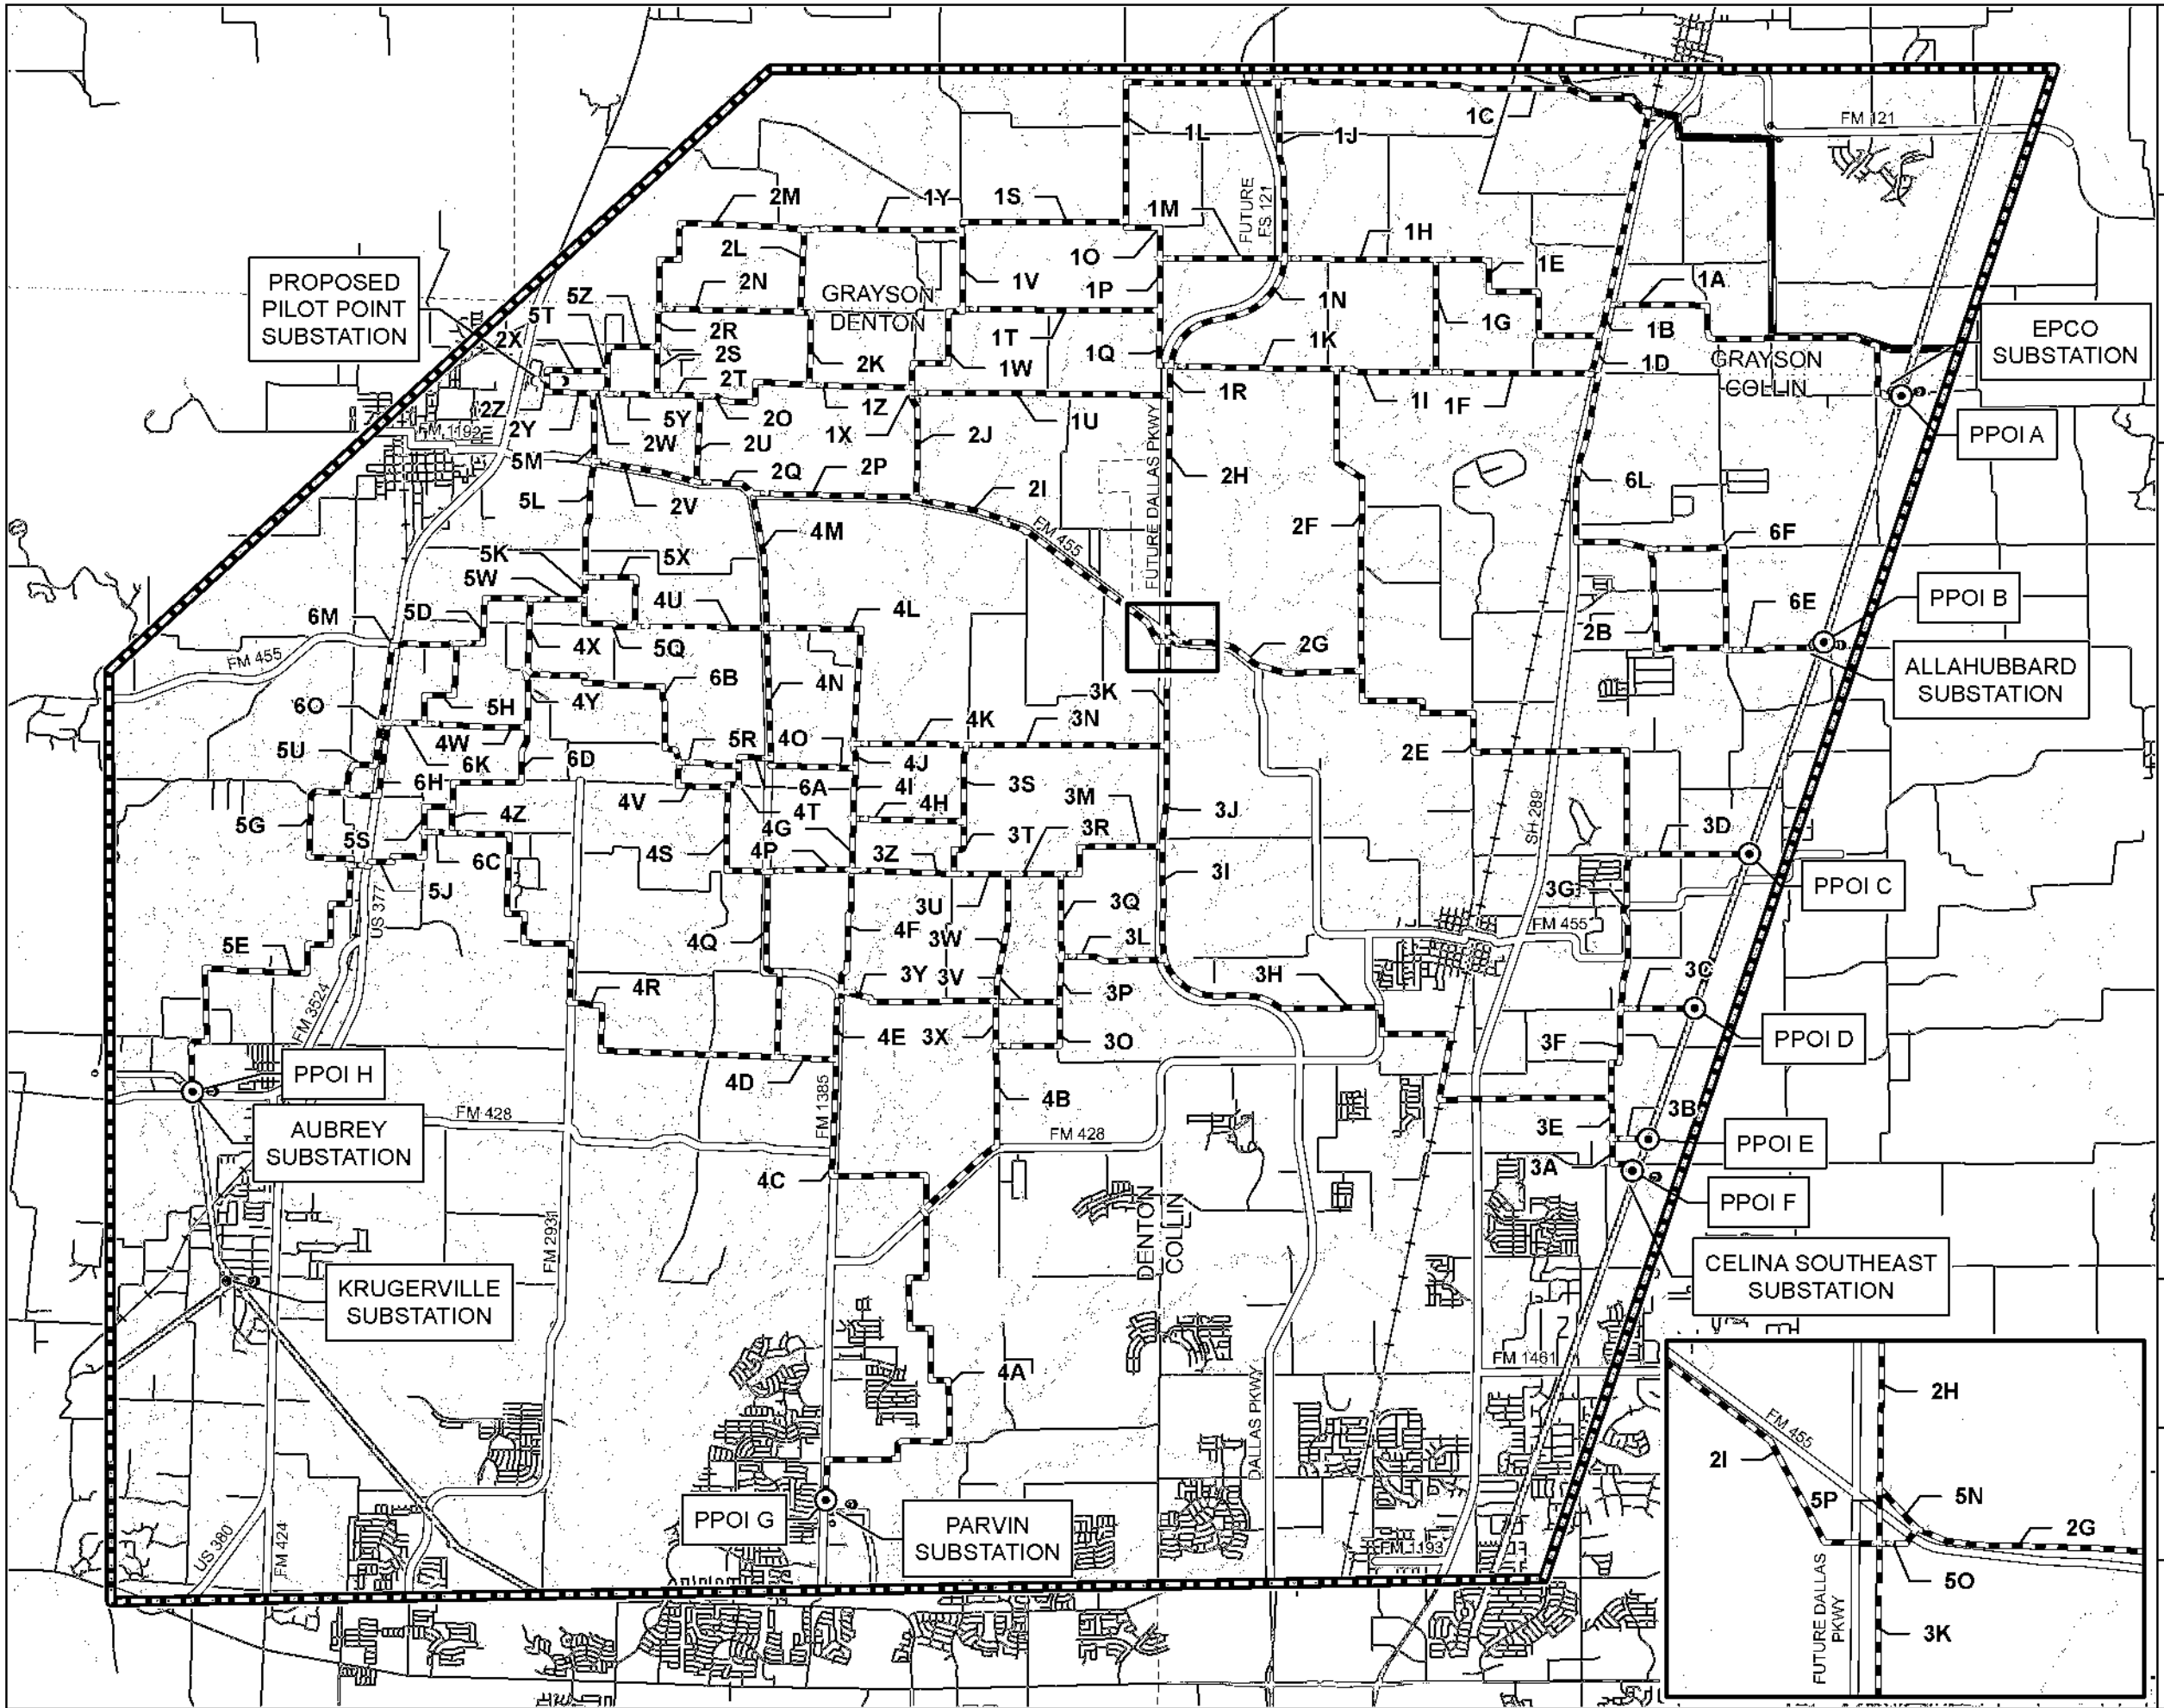 FM 121
1C
1L
1J
FUTURE
FS 121
2M
1Y
1S
1M
1H
2L
1O
1E
PROPOSED
PILOT POINT
SUBSTATION
5Z
2N
GRAYSON
DENTON
1V
1P
1N
1A
5T
2R
1T
1G
1B
EPCO
SUBSTATION
2X
2S
2K
1W
1Q
1K
1D
GRAYSON
COLLIN
2T
2Z
5Y
2O
1Z
1U
1R
1I
1F
PPOI A
FM 1192
2Y
2W
2U
1X
2J
FUTURE DALLAS PKWY
5M
2Q
2P
2H
6L
5L
2V
2I
4M
FM 455
2F
6F
5K
5X
5W
4U
4L
6E
PPOI B
6M
5D
2B
FM 455
4X
5Q
2G
ALLAHUBBARD
SUBSTATION
6B
4N
3K
6O
5H
4Y
4K
3N
5U
4W
5R
4O
2E
6K
6D
4J
6H
6A
4I
3S
5G
4Z
4V
4T
4H
3M
3J
SH 289
5S
4G
3T
3R
3D
6C
4S
4P
3Z
5J
3I
PPOI C
3U
3Q
3G
US 377
4F
3W
FM 455
5E
4Q
3L
3Y
3V
3H
3C
4R
3P
FM 3524
4E
3X
3O
3F
PPOI D
PPOI H
4D
FM 1385
4B
3B
AUBREY
SUBSTATION
FM 428
FM 428
3E
PPOI E
3A
4C
PPOI F
FM 2931
DENTON
COLLIN
CELINA SOUTHEAST
SUBSTATION
KRUGERVILLE
SUBSTATION
FM 1461
4A
DALLAS PKWY
2H
FM 455
2I
5P
5N
2G
5O
3K
FUTURE DALLAS
PKWY
PPOI G
PARVIN
SUBSTATION
FM 1193
US 380
FM 424